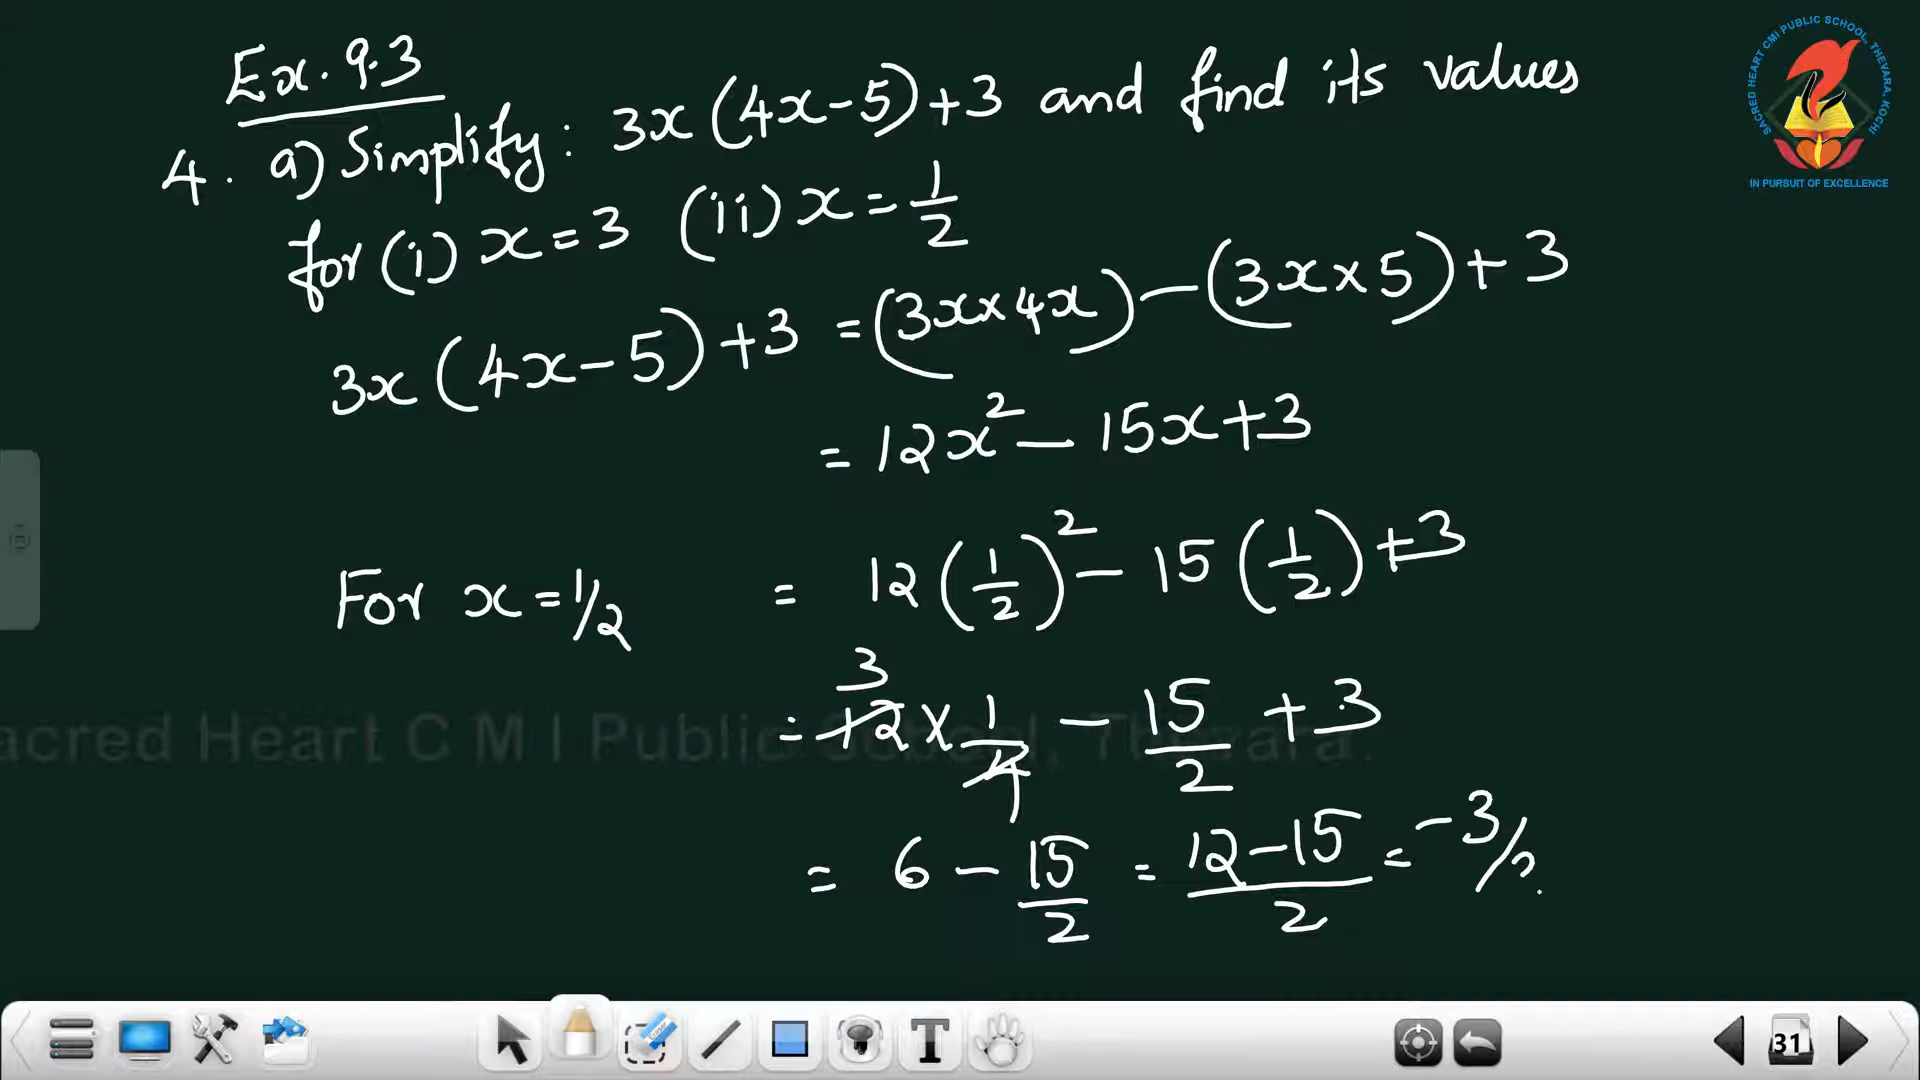 Ex. 9.3
4. a) Simplify: 3x(4x-5)+3 and find its values
for (i) x=3 (ii) x=1/2
3x(4x-5)+3 = (3x×4x)-(3x×5)+3
= 12x² - 15x+3
For x=1/2 = 12(1/2)² - 15(1/2)+3
3
= 12×1/4 - 15/2 + 3
= 6 - 15/2 = 12-15/2 = -3/2
SACRED HEART CMI PUBLIC SCHOOL, THEVARA, KOCHI
IN PURSUIT OF EXCELLENCE
acred Heart C M I Public School, Thevara.
T
31